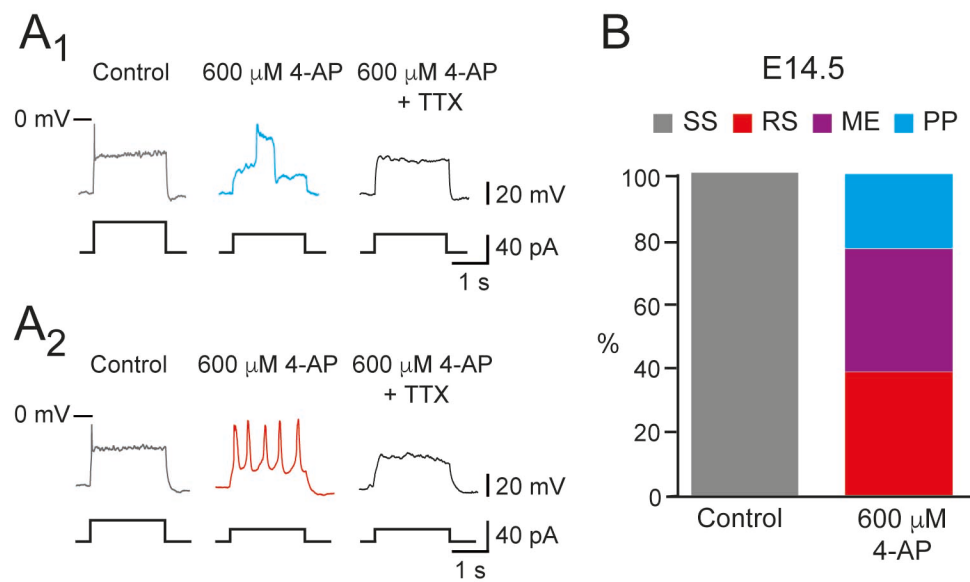 A1
Control 600 μM 4-AP 600 μM 4-AP
+ TTX
0 mV
20 mV
40 pA
1 s
A2
Control 600 μM 4-AP 600 μM 4-AP
+ TTX
0 mV
20 mV
40 pA
1 s
B
E14.5
SS RS ME PP
100
80
60
%
40
20
0
Control 600 μM
4-AP